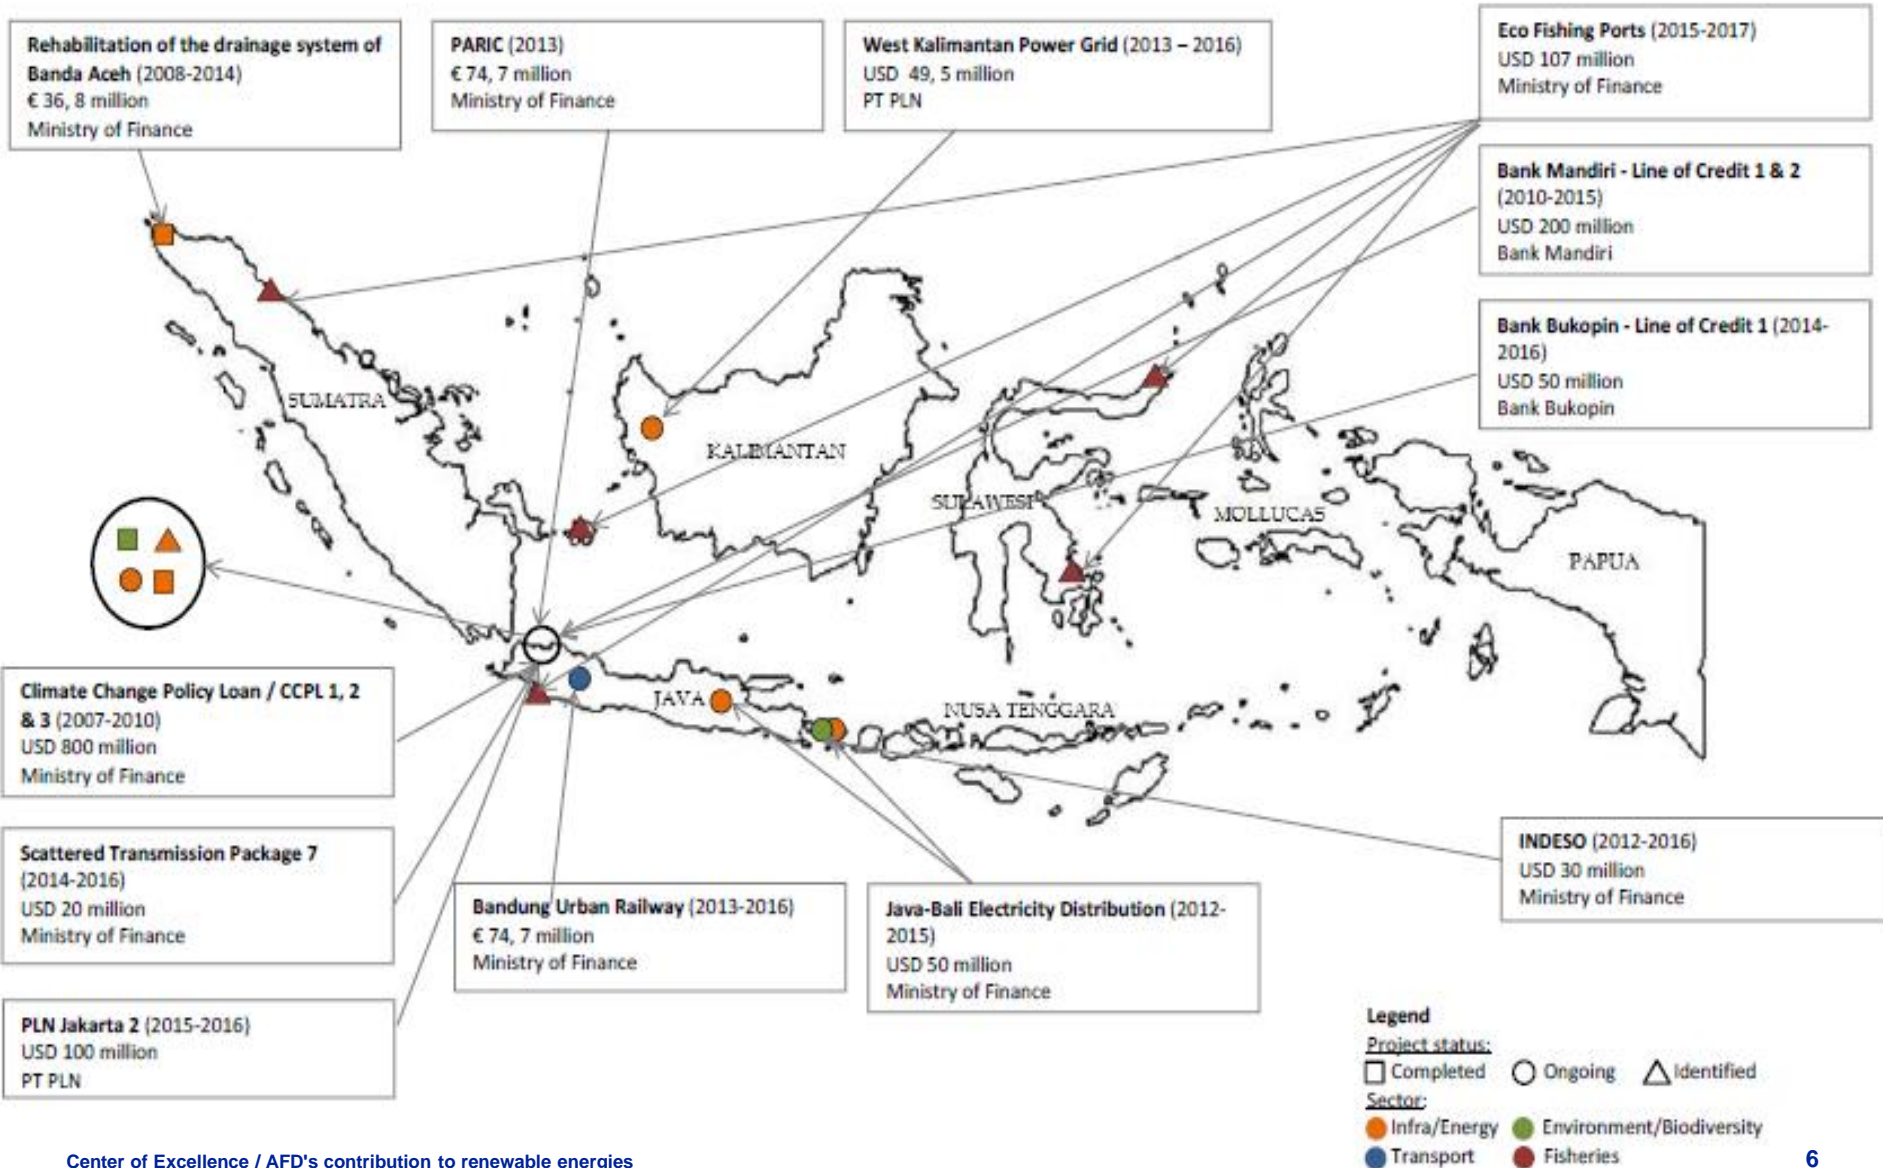 Rehabilitation of the drainage system of
Banda Aceh (2008-2014)
€ 36, 8 million
Ministry of Finance
PARIC (2013)
€ 74, 7 million
Ministry of Finance
West Kalimantan Power Grid (2013 – 2016)
USD 49, 5 million
PT PLN
Eco Fishing Ports (2015-2017)
USD 107 million
Ministry of Finance
Bank Mandiri - Line of Credit 1 & 2
(2010-2015)
USD 200 million
Bank Mandiri
Bank Bukopin - Line of Credit 1 (2014-
2016)
USD 50 million
Bank Bukopin
SUMATRA
KALIMANTAN
SULAWESI
MOLLUCAS
PAPUA
JAVA
NUSA TENGGARA
Climate Change Policy Loan / CCPL 1, 2
& 3 (2007-2010)
USD 800 million
Ministry of Finance
Scattered Transmission Package 7
(2014-2016)
USD 20 million
Ministry of Finance
PLN Jakarta 2 (2015-2016)
USD 100 million
PT PLN
Bandung Urban Railway (2013-2016)
€ 74, 7 million
Ministry of Finance
Java-Bali Electricity Distribution (2012-
2015)
USD 50 million
Ministry of Finance
INDESO (2012-2016)
USD 30 million
Ministry of Finance
Legend
Project status:
Completed Ongoing Identified
Sector:
Infra/Energy Environment/Biodiversity
Transport Fisheries
Center of Excellence / AFD's contribution to renewable energies
6